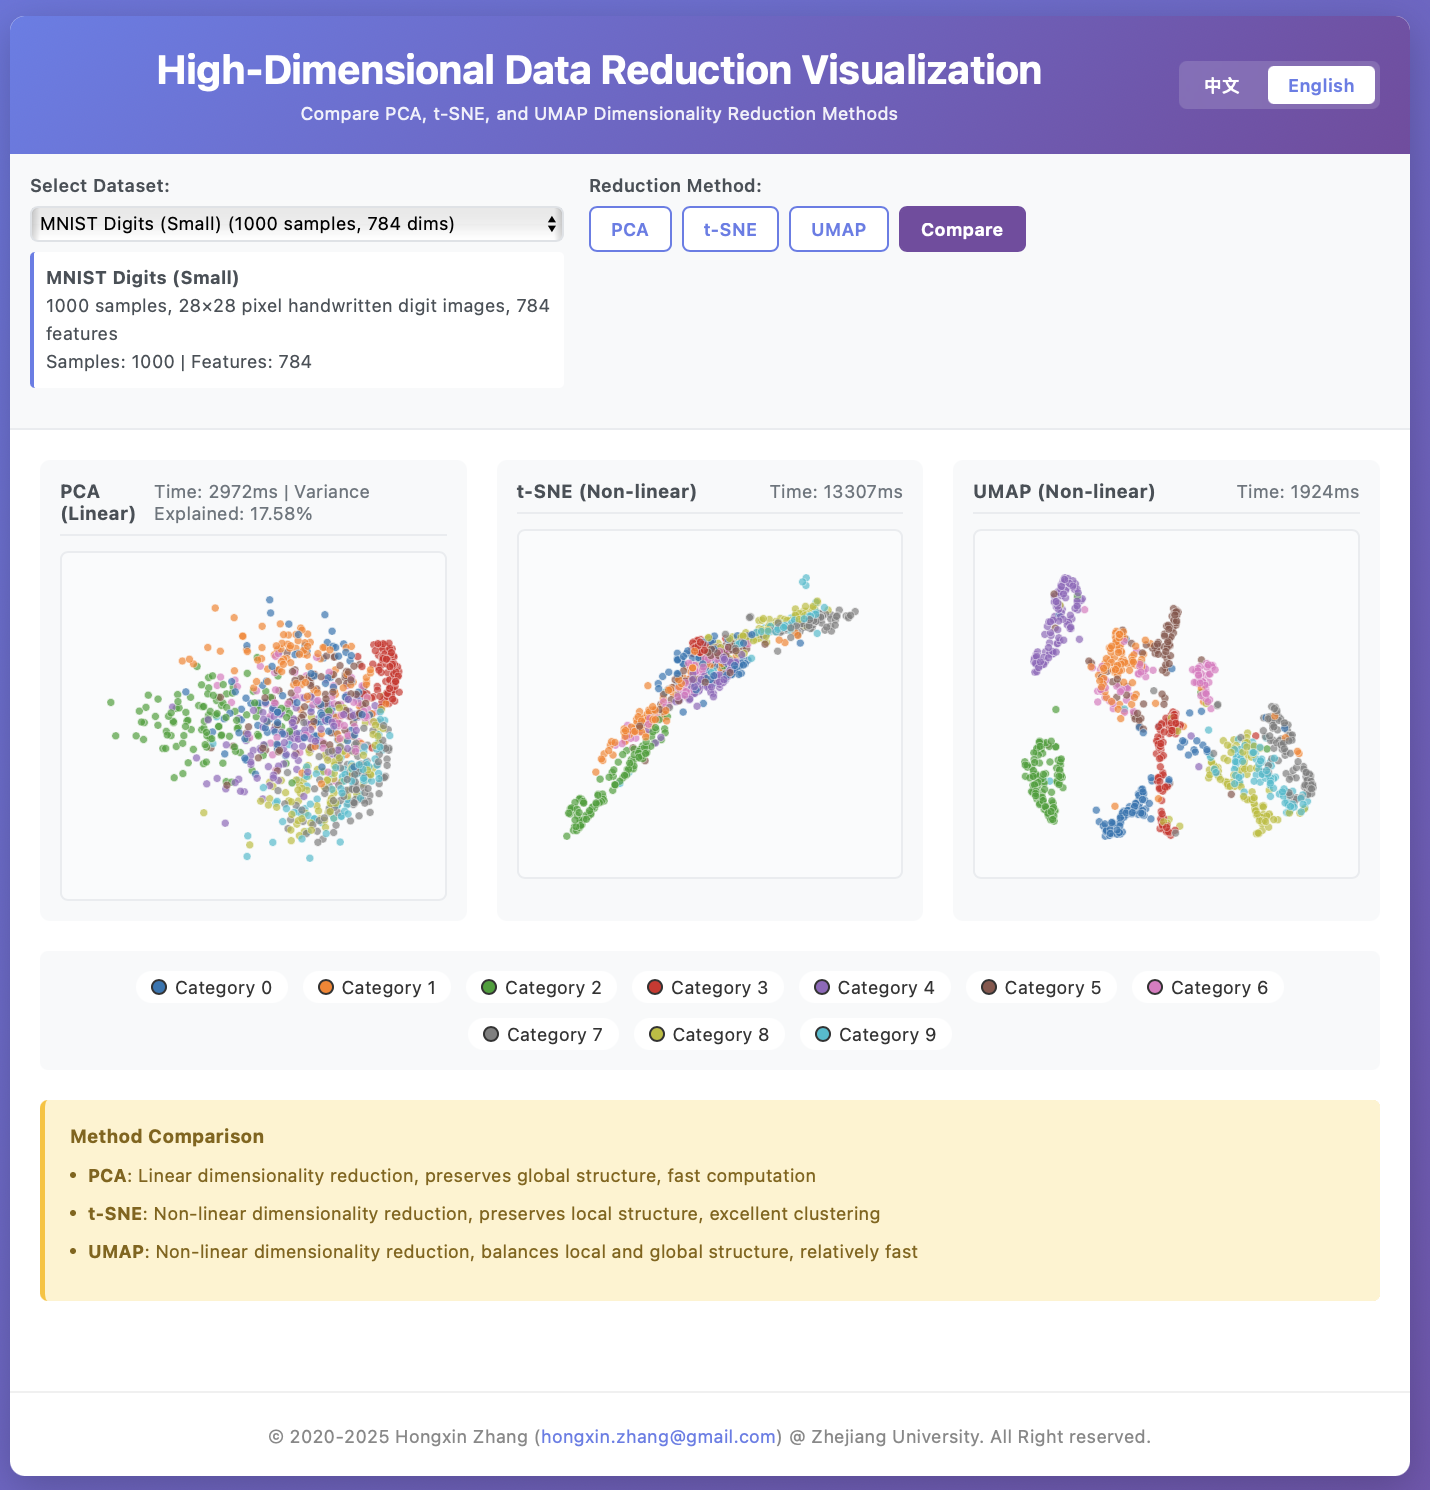 High-Dimensional Data Reduction Visualization
Compare PCA, t-SNE, and UMAP Dimensionality Reduction Methods
中文
English
Select Dataset:
MNIST Digits (Small) (1000 samples, 784 dims)
MNIST Digits (Small)
1000 samples, 28×28 pixel handwritten digit images, 784
features
Samples: 1000 | Features: 784
Reduction Method:
PCA
t-SNE
UMAP
Compare
PCA
(Linear)
Time: 2972ms | Variance
Explained: 17.58%
t-SNE (Non-linear)
Time: 13307ms
UMAP (Non-linear)
Time: 1924ms
Category 0
Category 1
Category 2
Category 3
Category 4
Category 5
Category 6
Category 7
Category 8
Category 9
Method Comparison
• PCA: Linear dimensionality reduction, preserves global structure, fast computation
• t-SNE: Non-linear dimensionality reduction, preserves local structure, excellent clustering
• UMAP: Non-linear dimensionality reduction, balances local and global structure, relatively fast
© 2020-2025 Hongxin Zhang (hongxin.zhang@gmail.com) @ Zhejiang University. All Right reserved.